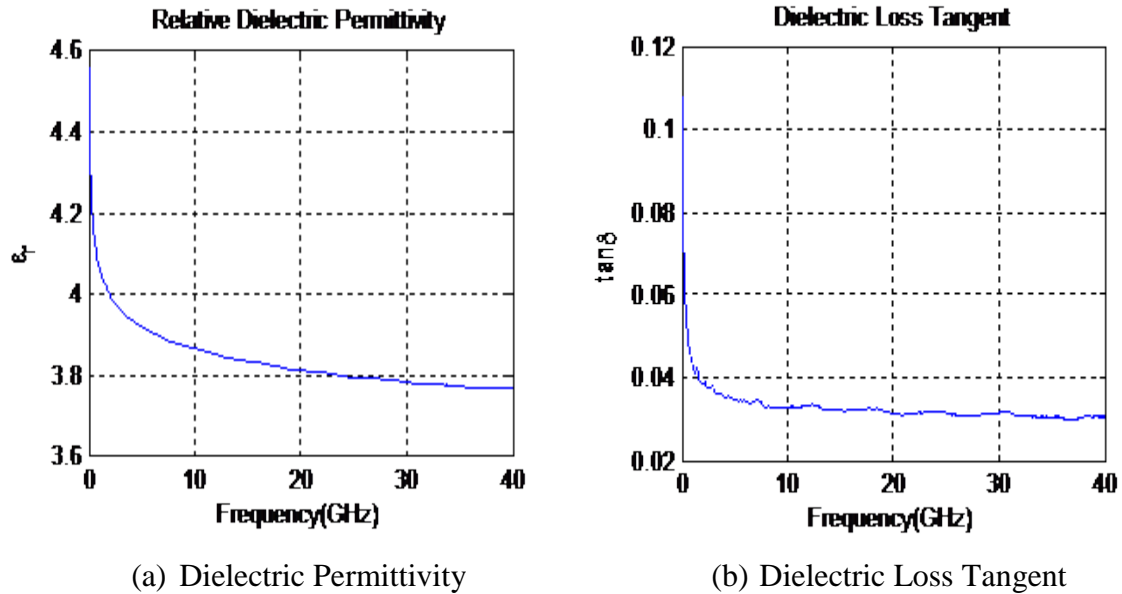 Relative Dielectric Permittivity
4.6
4.4
4.2
4
3.8
3.6
εr
0 10 20 30 40
Frequency(GHz)
(a) Dielectric Permittivity
Dielectric Loss Tangent
0.12
0.1
0.08
0.06
0.04
0.02
tanδ
0 10 20 30 40
Frequency(GHz)
(b) Dielectric Loss Tangent